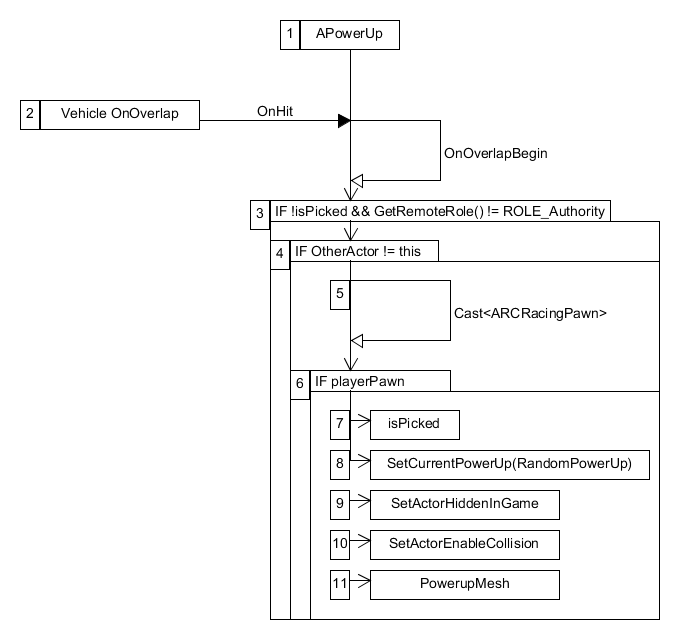 1 APowerUp
2 Vehicle OnOverlap
OnHit
OnOverlapBegin
3 IF !isPicked && GetRemoteRole() != ROLE_Authority
4 IF OtherActor != this
5
Cast<ARCRacingPawn>
6 IF playerPawn
7 isPicked
8 SetCurrentPowerUp(RandomPowerUp)
9 SetActorHiddenInGame
10 SetActorEnableCollision
11 PowerupMesh